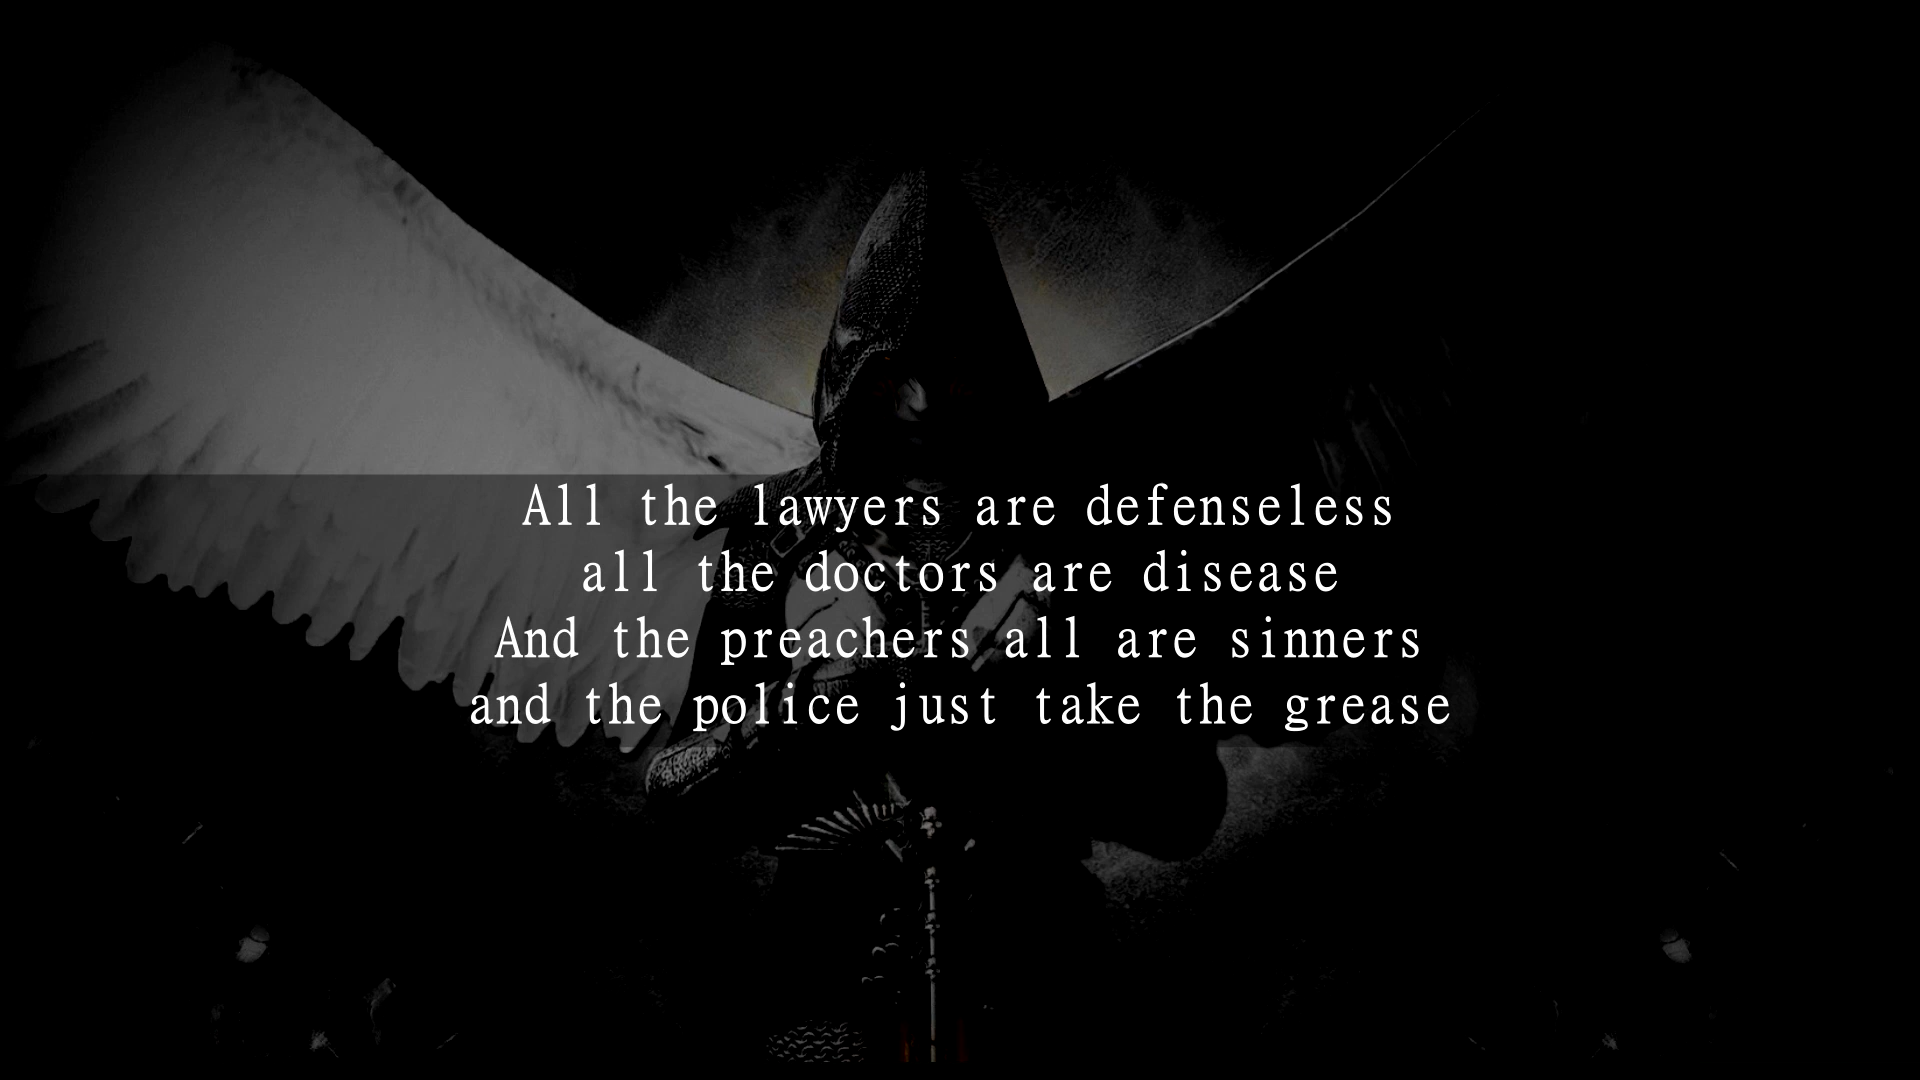 All the lawyers are defenseless
all the doctors are disease
And the preachers all are sinners
and the police just take the grease